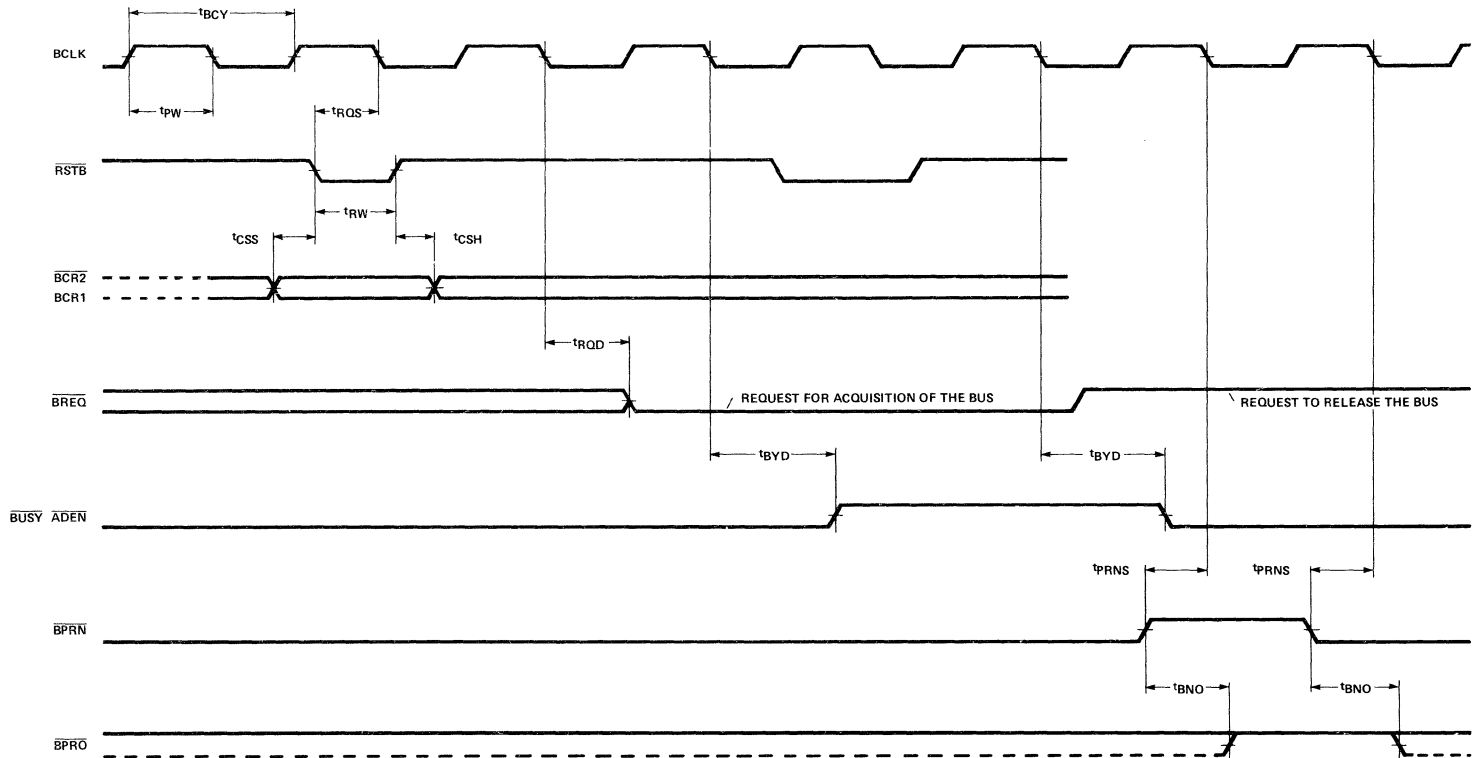 tBCY
BCLK
tPW
tRQS
RSTB
tRW
tCSS
tCSH
BCR2
BCR1
tRQD
BREQ
REQUEST FOR ACQUISITION OF THE BUS
REQUEST TO RELEASE THE BUS
tBYD
tBYD
BUSY ADEN
tPRNS
tPRNS
BPRN
tBNO
tBNO
BPRO